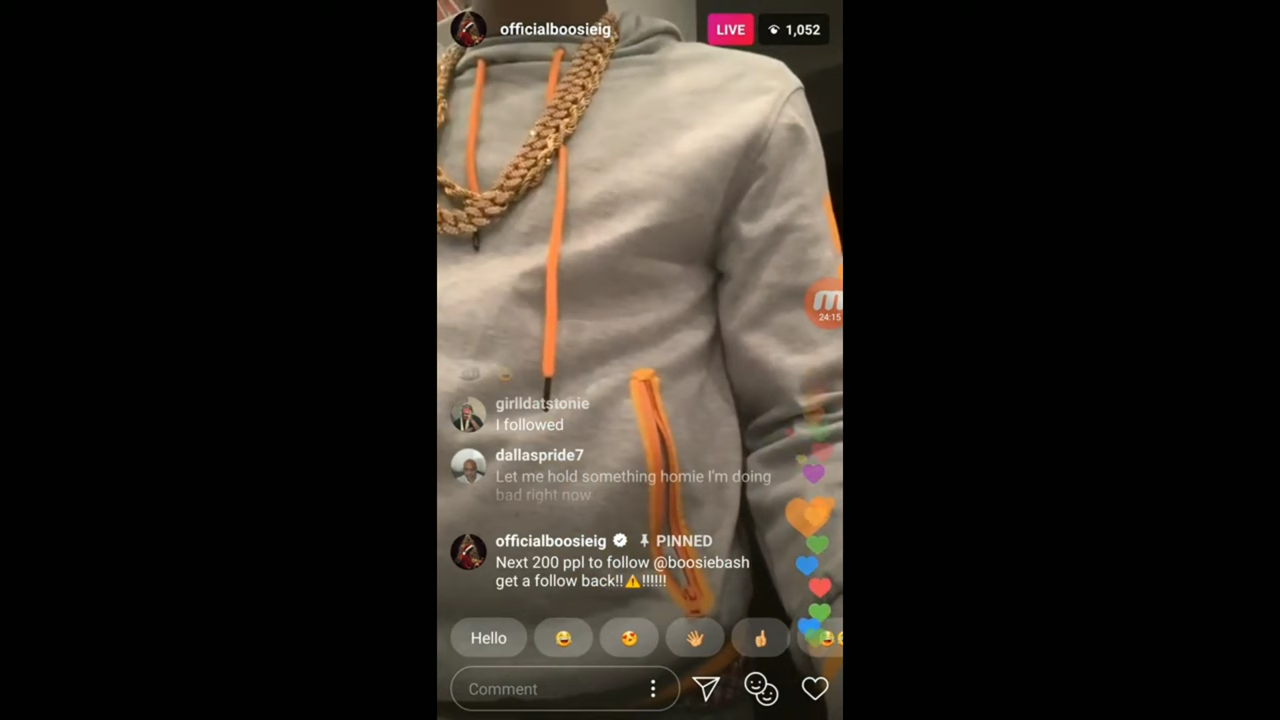 officialboosieig
LIVE
1,052
24:15
girlldatstonie
I followed
dallaspride7
Let me hold something homie I'm doing
bad right now
officialboosieig PINNED
Next 200 ppl to follow @boosiebash
get a follow back!!⚠️!!!!!!
Hello
Comment